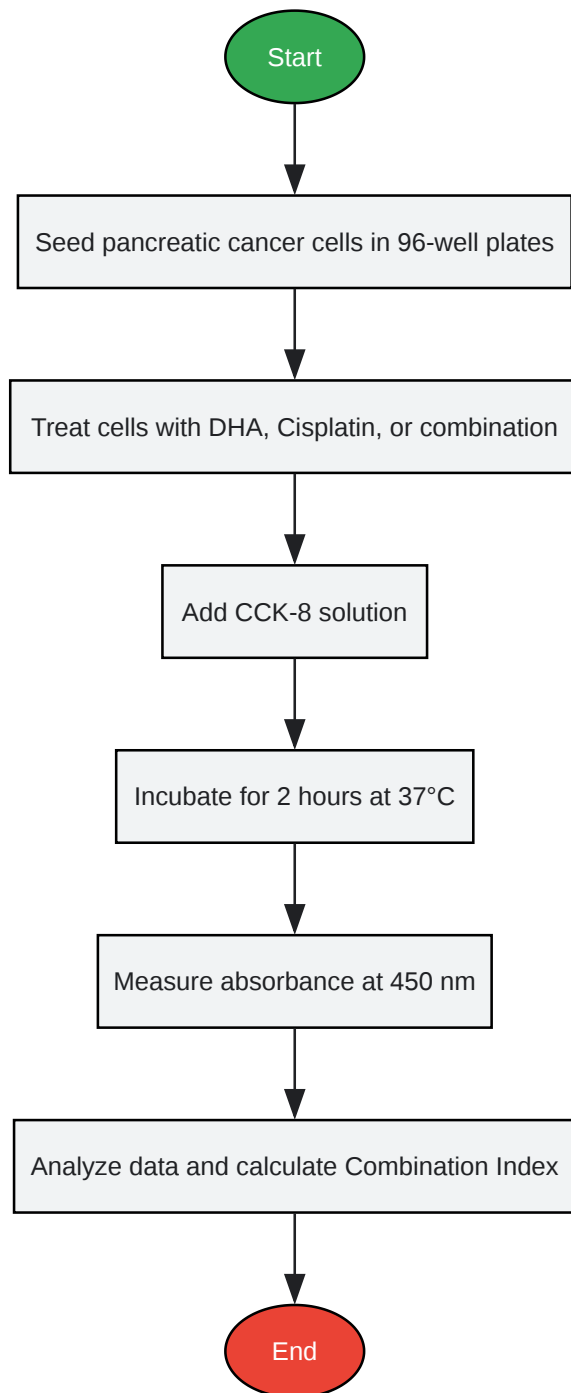 Start
Seed pancreatic cancer cells in 96-well plates
Treat cells with DHA, Cisplatin, or combination
Add CCK-8 solution
Incubate for 2 hours at 37°C
Measure absorbance at 450 nm
Analyze data and calculate Combination Index
End